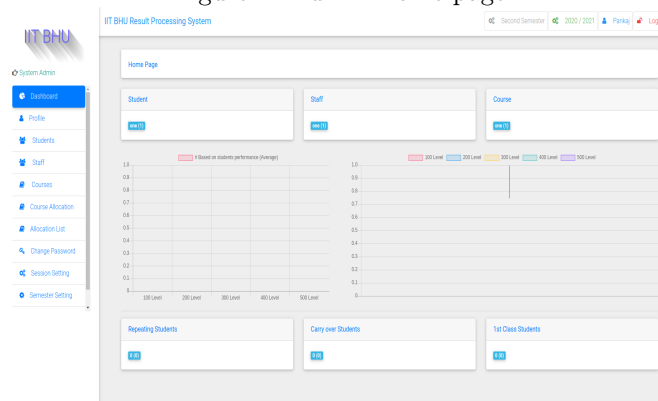 IIT BHU Result Processing System
Second Semester
2020 / 2021
Pankaj
Log
IIT BHU
System Admin
Dashboard
Profile
Students
Staff
Courses
Course Allocation
Allocation List
Change Password
Session Setting
Semester Setting
Home Page
Student
one (1)
Staff
one (1)
Course
one (1)
# Based on students performance (Average)
1.0
0.9
0.8
0.7
0.6
0.5
0.4
0.3
0.2
0.1
0
100 Level 200 Level 300 Level 400 Level 500 Level
100 Level 200 Level 300 Level 400 Level 500 Level
1.0
0.9
0.8
0.7
0.6
0.5
0.4
0.3
0.2
0.1
0
Repeating Students
0 (0)
Carry over Students
0 (0)
1st Class Students
0 (0)